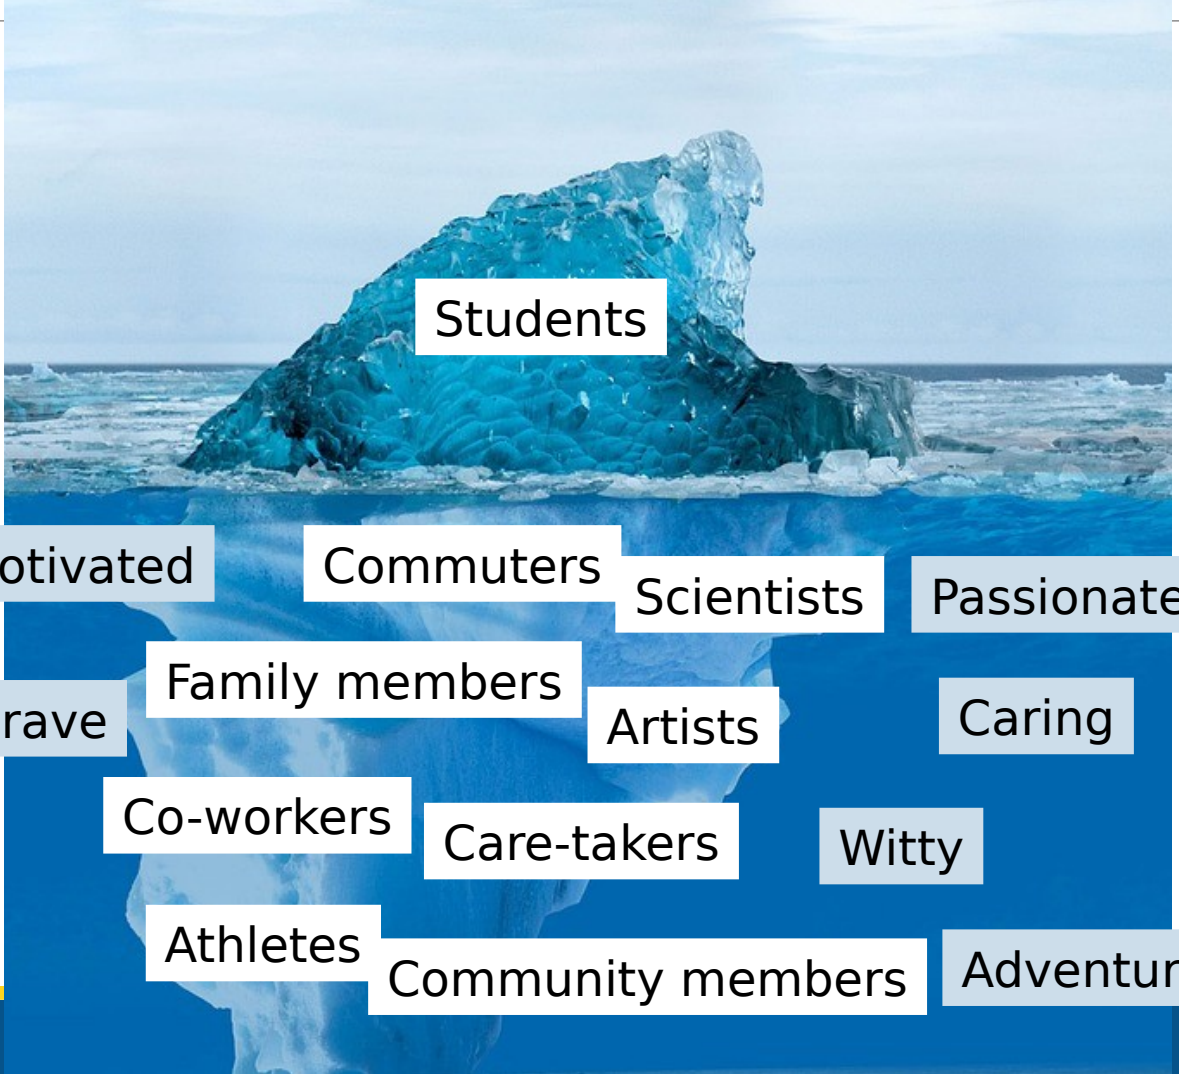 Students
otivated
Commuters
Scientists
Passionate
Family members
rave
Artists
Caring
Co-workers
Care-takers
Witty
Athletes
Community members
Adventur